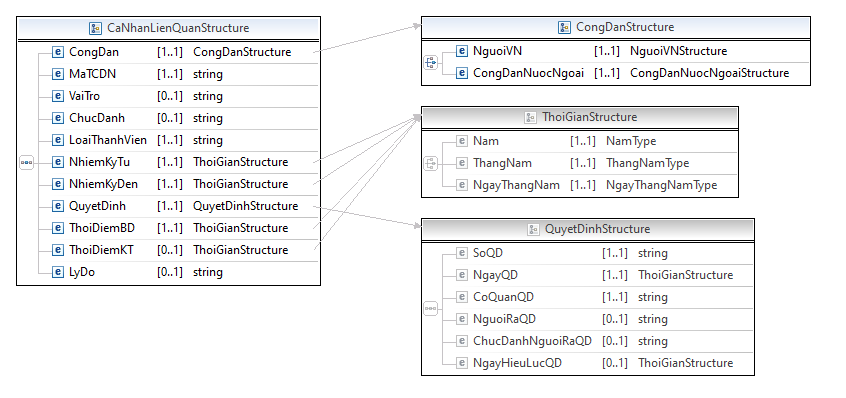 CaNhanLienQuanStructure
CongDan [1..1] CongDanStructure
MaTCDN [1..1] string
VaiTro [0..1] string
ChucDanh [0..1] string
LoaiThanhVien [1..1] string
NhiemKyTu [1..1] ThoiGianStructure
NhiemKyDen [1..1] ThoiGianStructure
QuyetDinh [1..1] QuyetDinhStructure
ThoiDiemBD [1..1] ThoiGianStructure
ThoiDiemKT [0..1] ThoiGianStructure
LyDo [0..1] string
CongDanStructure
NguoiVN [1..1] NguoiVNStructure
CongDanNuocNgoai [1..1] CongDanNuocNgoaiStructure
ThoiGianStructure
Nam [1..1] NamType
ThangNam [1..1] ThangNamType
NgayThangNam [1..1] NgayThangNamType
QuyetDinhStructure
SoQD [1..1] string
NgayQD [1..1] ThoiGianStructure
CoQuanQD [1..1] string
NguoiRaQD [0..1] string
ChucDanhNguoiRaQD [0..1] string
NgayHieuLucQD [0..1] ThoiGianStructure